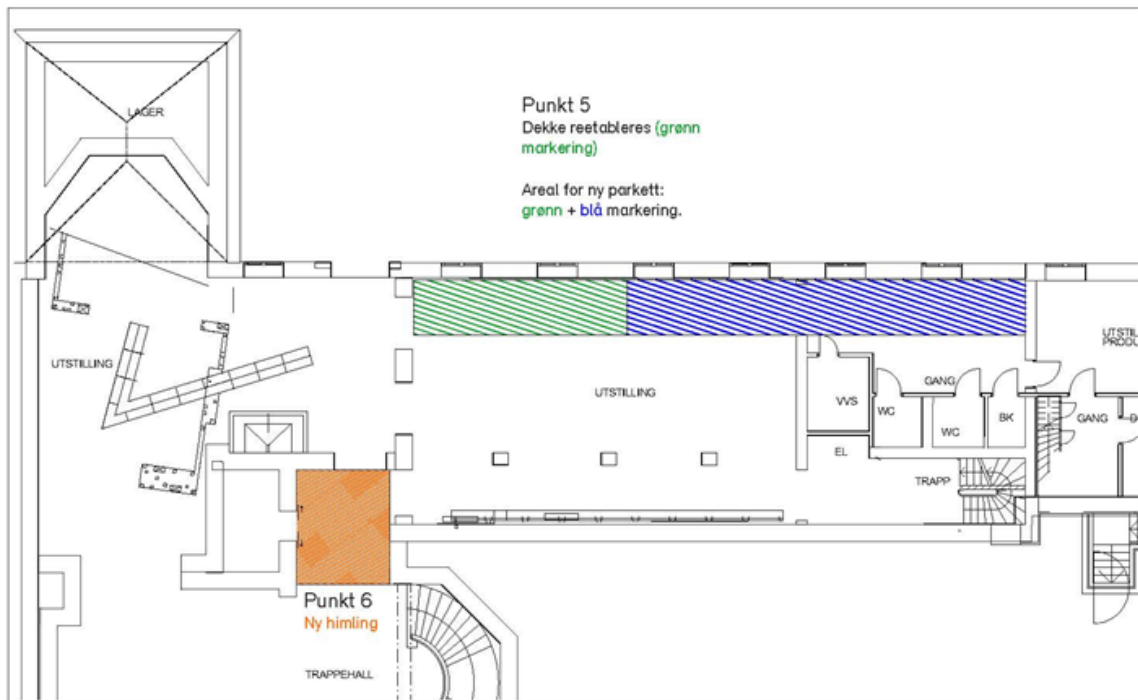 LAGER
Punkt 5
Dekke reetableres (grønn
markering)
Areal for ny parkett:
grønn + blå markering.
UTSTILLING
UTSTILLING
VVS
WC
WC
GANG
BK
EL
TRAPP
GANG
Punkt 6
Ny himling
TRAPPEHALL